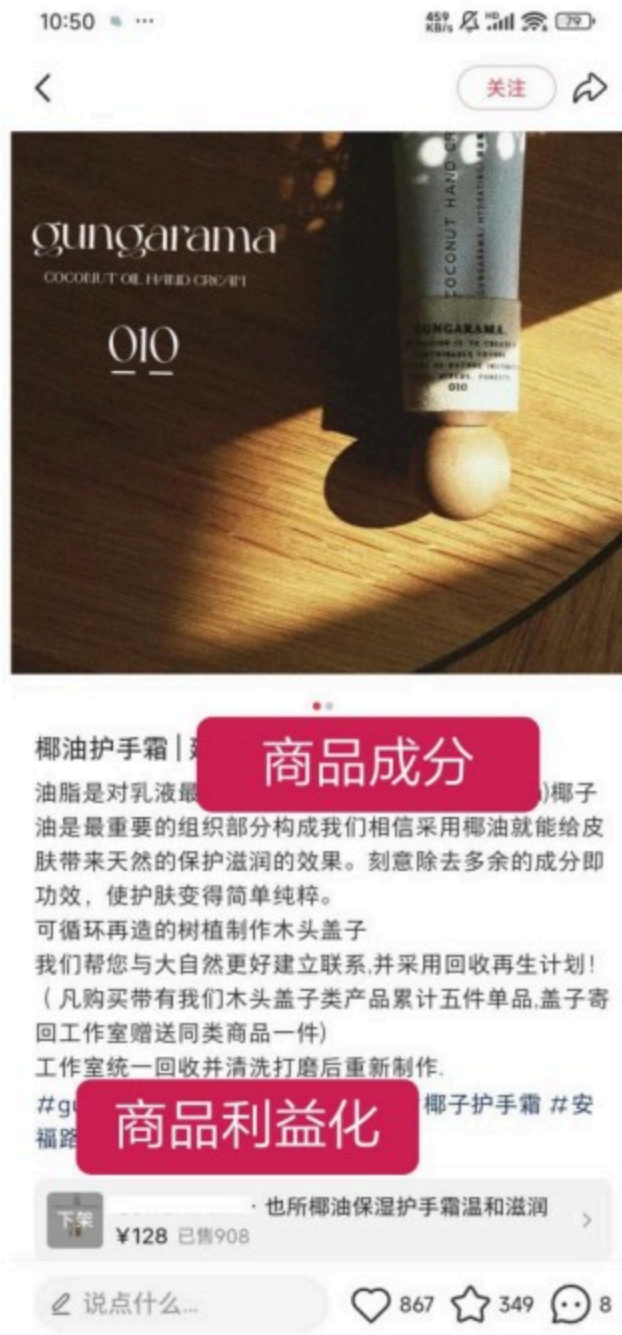 10:50
459 KB/s HD 79
关注
gungarama
COCONUT OIL HAND CREAM
010
COCONUT HAND CR
GUNGARAMA.
010
椰油护手霜 |
商品成分
油脂是对乳液最
)椰子
油是最重要的组织部分构成我们相信采用椰油就能给皮
肤带来天然的保护滋润的效果。刻意除去多余的成分即
功效，使护肤变得简单纯粹。
可循环再造的树植制作木头盖子
我们帮您与大自然更好建立联系,并采用回收再生计划！
（凡购买带有我们木头盖子类产品累计五件单品,盖子寄
回工作室赠送同类商品一件)
工作室统一回收并清洗打磨后重新制作.
#gu
商品利益化
椰子护手霜 #安
福路
下架
· 也所椰油保湿护手霜温和滋润
¥128 已售908
说点什么...
867
349
8